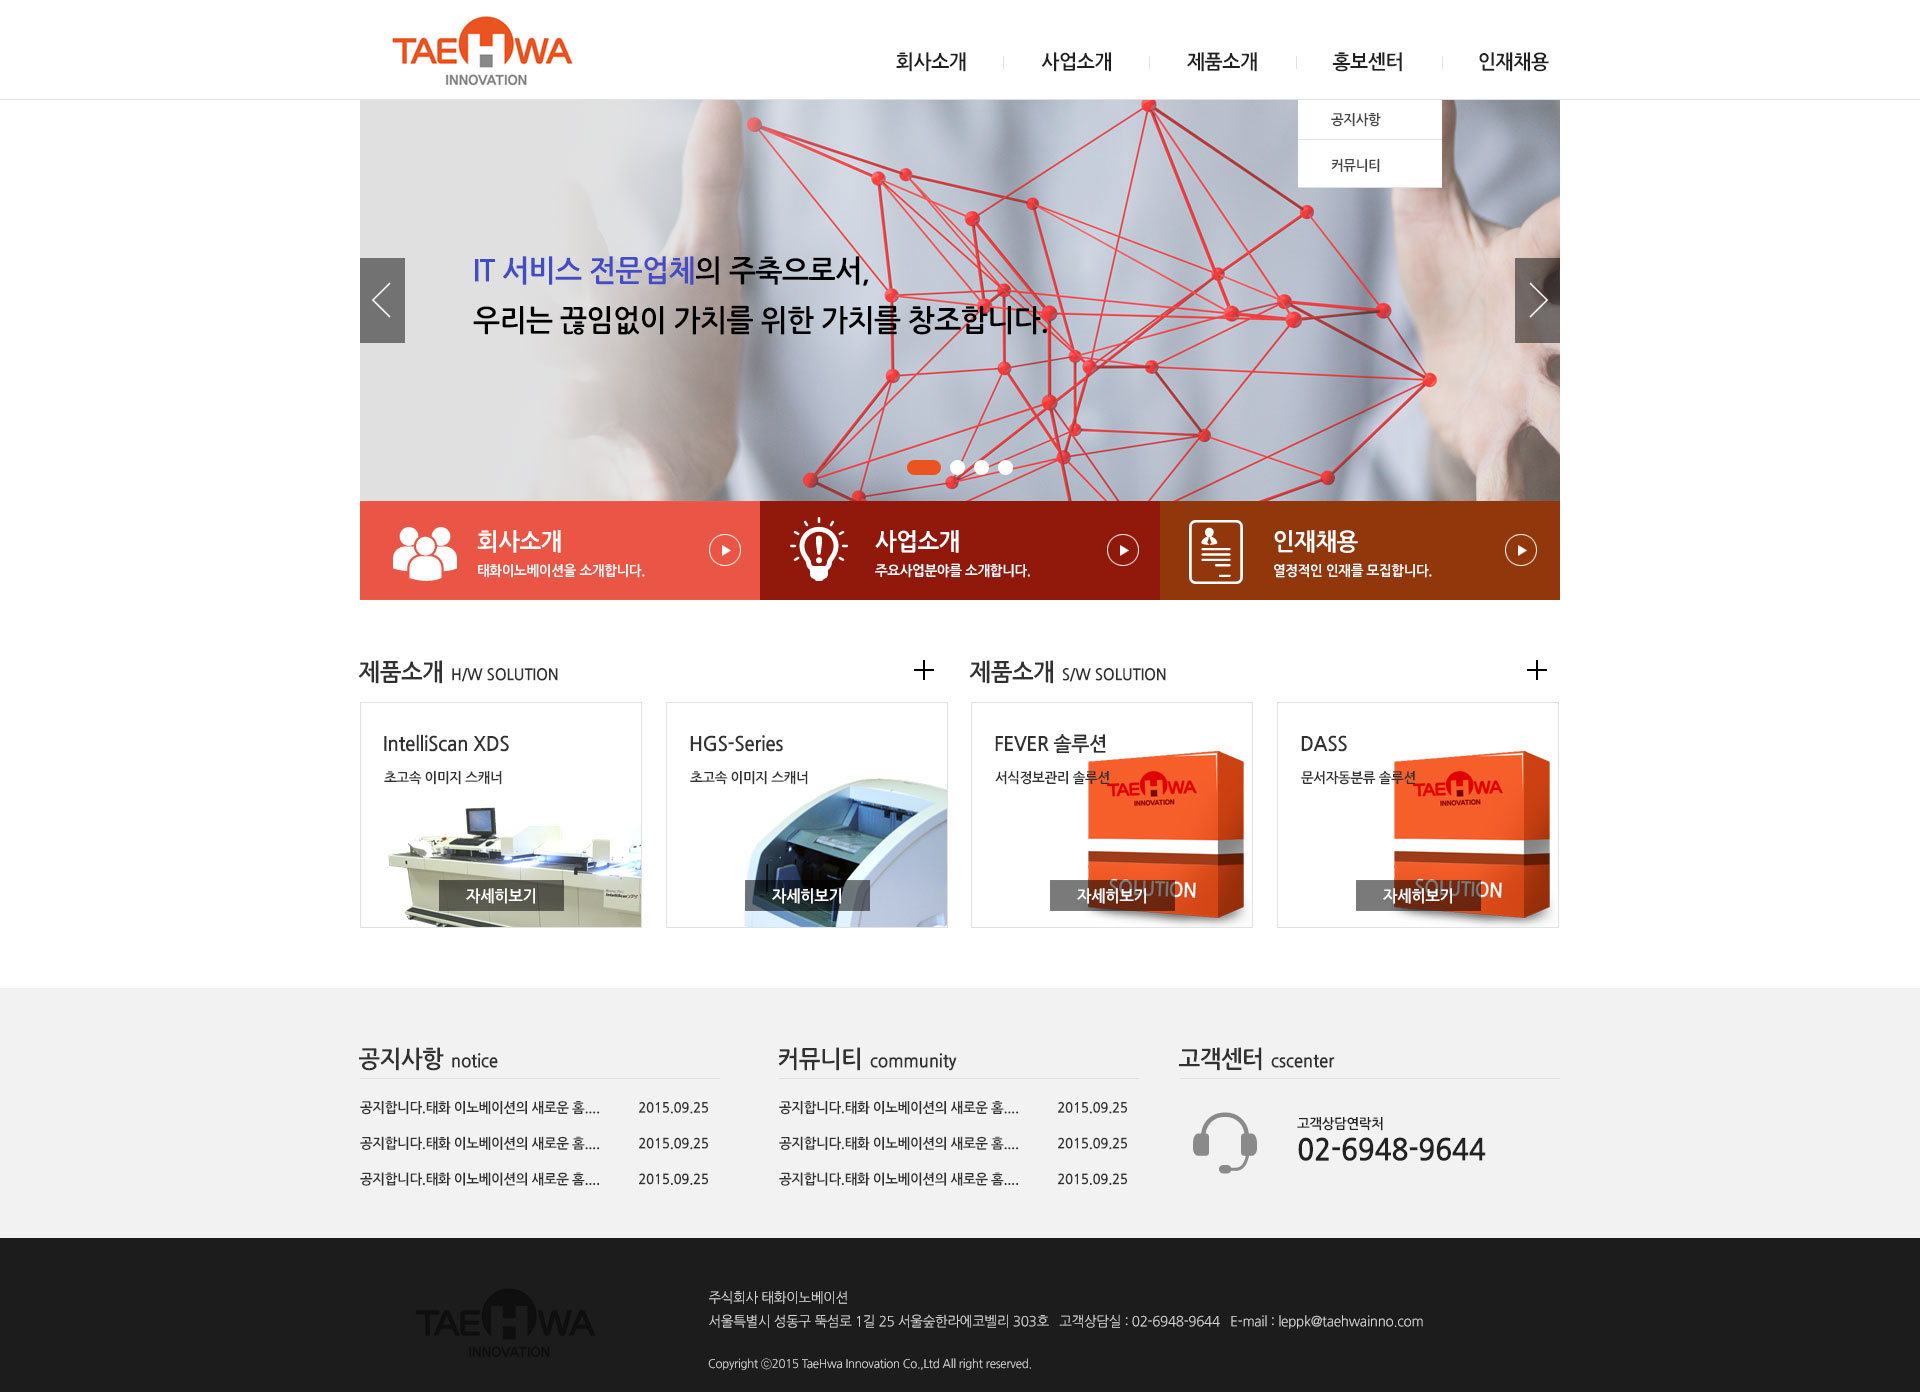 TAEHWA
INNOVATION
회사소개
사업소개
제품소개
홍보센터
인재채용
공지사항
커뮤니티
IT 서비스 전문업체의 주축으로서,
우리는 끊임없이 가치를 위한 가치를 창조합니다.
회사소개
태화이노베이션을 소개합니다.
사업소개
주요사업분야를 소개합니다.
인재채용
열정적인 인재를 모집합니다.
제품소개 H/W SOLUTION
제품소개 S/W SOLUTION
IntelliScan XDS
초고속 이미지 스캐너
자세히보기
HGS-Series
초고속 이미지 스캐너
자세히보기
FEVER 솔루션
서식정보관리 솔루션
TAEHWA
INNOVATION
SOLUTION
자세히보기
DASS
문서자동분류 솔루션
TAEHWA
INNOVATION
SOLUTION
자세히보기
공지사항 notice
공지합니다.태화 이노베이션의 새로운 홈.... 2015.09.25
공지합니다.태화 이노베이션의 새로운 홈.... 2015.09.25
공지합니다.태화 이노베이션의 새로운 홈.... 2015.09.25
커뮤니티 community
공지합니다.태화 이노베이션의 새로운 홈.... 2015.09.25
공지합니다.태화 이노베이션의 새로운 홈.... 2015.09.25
공지합니다.태화 이노베이션의 새로운 홈.... 2015.09.25
고객센터 cscenter
고객상담연락처
02-6948-9644
TAEHWA
INNOVATION
주식회사 태화이노베이션
서울특별시 성동구 뚝섬로 1길 25 서울숲한라에코벨리 303호 고객상담실 : 02-6948-9644 E-mail : leppk@taehwainno.com
Copyright ⓒ2015 TaeHwa Innovation Co.,Ltd All right reserved.